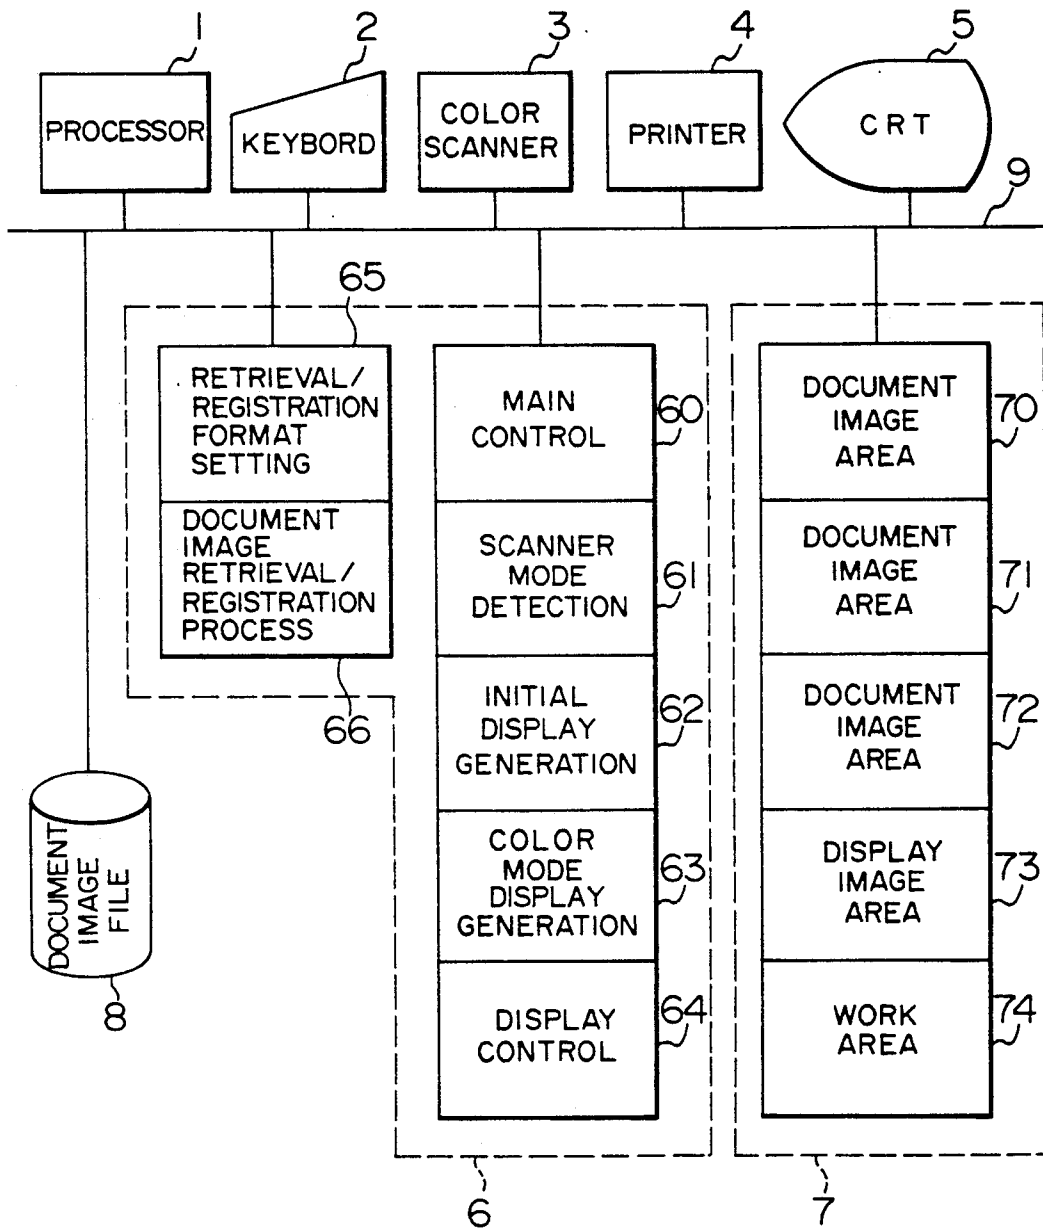 1
2
3
4
5
PROCESSOR
KEYBORD
COLOR
SCANNER
PRINTER
CRT
9
65
RETRIEVAL/
REGISTRATION
FORMAT
SETTING
DOCUMENT
IMAGE
RETRIEVAL/
REGISTRATION
PROCESS
66
MAIN
CONTROL
60
SCANNER
MODE
DETECTION
61
INITIAL
DISPLAY
GENERATION
62
COLOR
MODE
DISPLAY
GENERATION
63
DISPLAY
CONTROL
64
DOCUMENT
IMAGE
AREA
70
DOCUMENT
IMAGE
AREA
71
DOCUMENT
IMAGE
AREA
72
DISPLAY
IMAGE
AREA
73
WORK
AREA
74
DOCUMENT
IMAGE
FILE
8
6
7